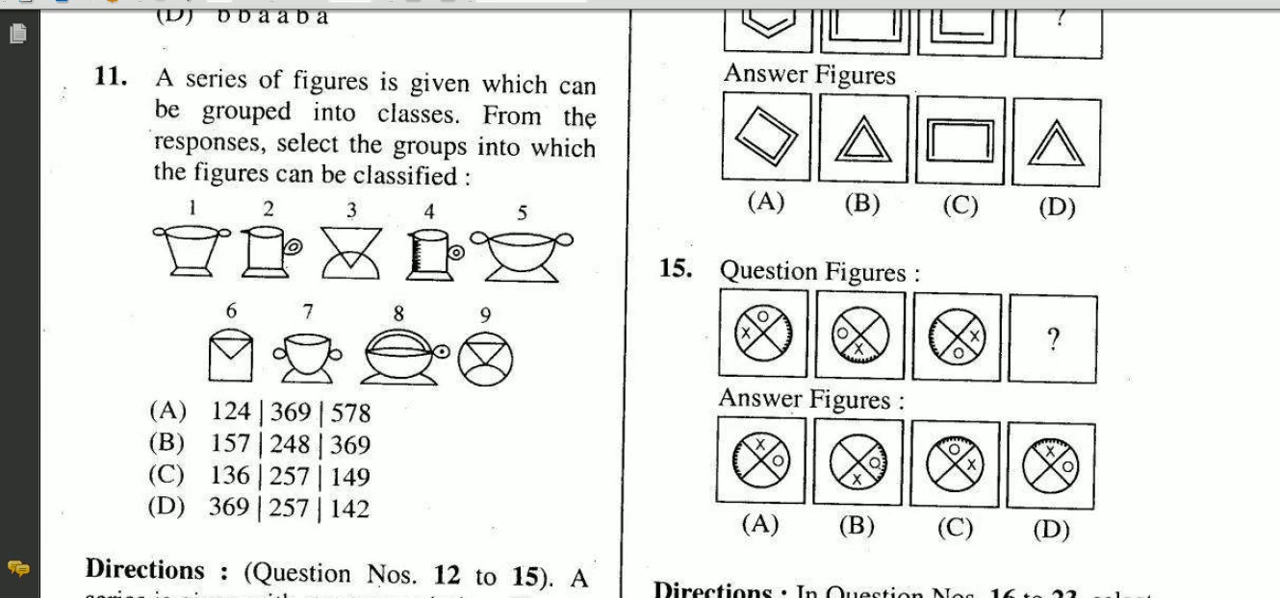 (D) b b a a b a
11. A series of figures is given which can
be grouped into classes. From the
responses, select the groups into which
the figures can be classified :
1 2 3 4 5
6 7 8 9
(A) 124 | 369 | 578
(B) 157 | 248 | 369
(C) 136 | 257 | 149
(D) 369 | 257 | 142
Directions : (Question Nos. 12 to 15). A
?
Answer Figures
(A) (B) (C) (D)
15. Question Figures :
?
Answer Figures :
(A) (B) (C) (D)
Directions : In Question Nos. 16 to 23, select